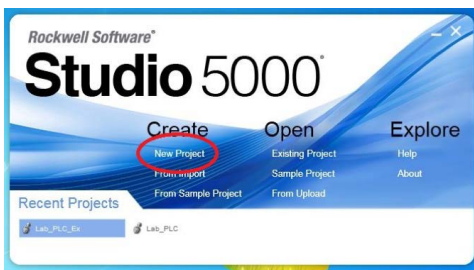 Rockwell Software®
Studio 5000®
Create Open Explore
New Project Existing Project Help
From Import Sample Project About
From Sample Project From Upload
Recent Projects
Lab_PLC_Ex Lab_PLC